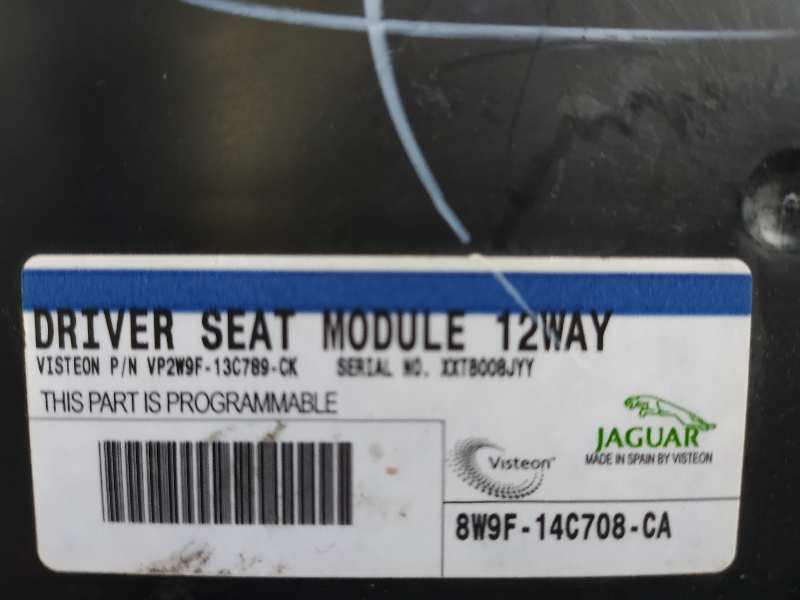 DRIVER SEAT MODULE 12WAY
VISTEON P/N VP2W9F-13C789-CK SERIAL NO. XXTB008JYY
THIS PART IS PROGRAMMABLE
JAGUAR
MADE IN SPAIN BY VISTEON
Visteon
8W9F-14C708-CA